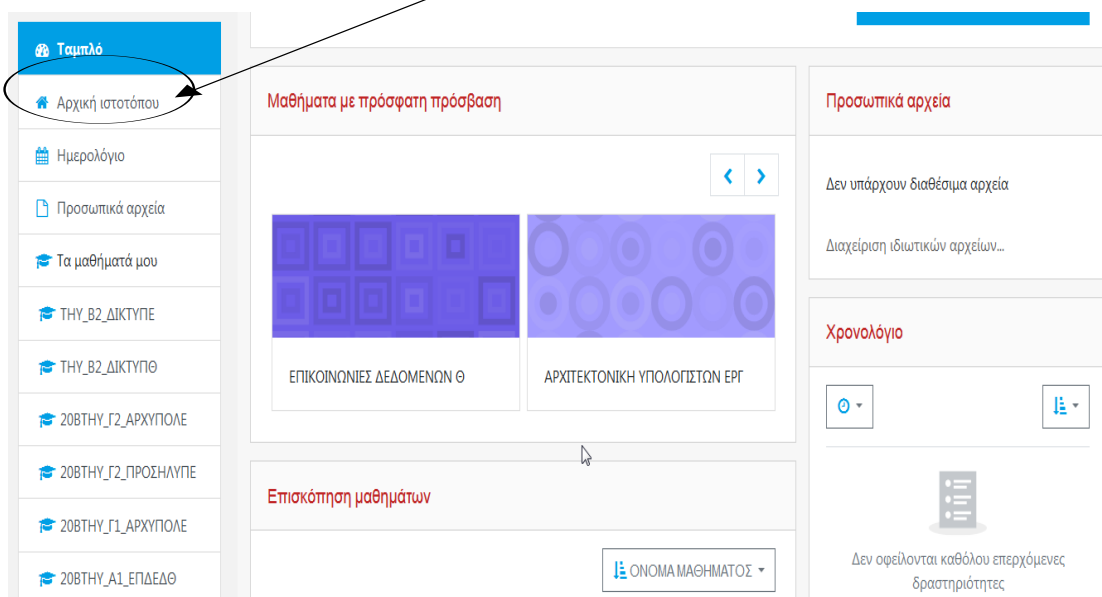 Ταμπλό
Αρχική ιστοτόπου
Ημερολόγιο
Προσωπικά αρχεία
Τα μαθήματά μου
ΤΗΥ_Β2_ΔΙΚΤΥΠΕ
ΤΗΥ_Β2_ΔΙΚΤΥΠΘ
20ΒΤΗΥ_Γ2_ΑΡΧΥΠΟΛΕ
20ΒΤΗΥ_Γ2_ΠΡΟΣΗΛΥΠΕ
20ΒΤΗΥ_Γ1_ΑΡΧΥΠΟΛΕ
20ΒΤΗΥ_Α1_ΕΠΔΕΔΘ
Μαθήματα με πρόσφατη πρόσβαση
ΕΠΙΚΟΙΝΩΝΙΕΣ ΔΕΔΟΜΕΝΩΝ Θ
ΑΡΧΙΤΕΚΤΟΝΙΚΗ ΥΠΟΛΟΓΙΣΤΩΝ ΕΡΓ
Επισκόπηση μαθημάτων
ΟΝΟΜΑ ΜΑΘΗΜΑΤΟΣ
Προσωπικά αρχεία
Δεν υπάρχουν διαθέσιμα αρχεία
Διαχείριση ιδιωτικών αρχείων...
Χρονολόγιο
Δεν οφείλονται καθόλου επερχόμενες
δραστηριότητες